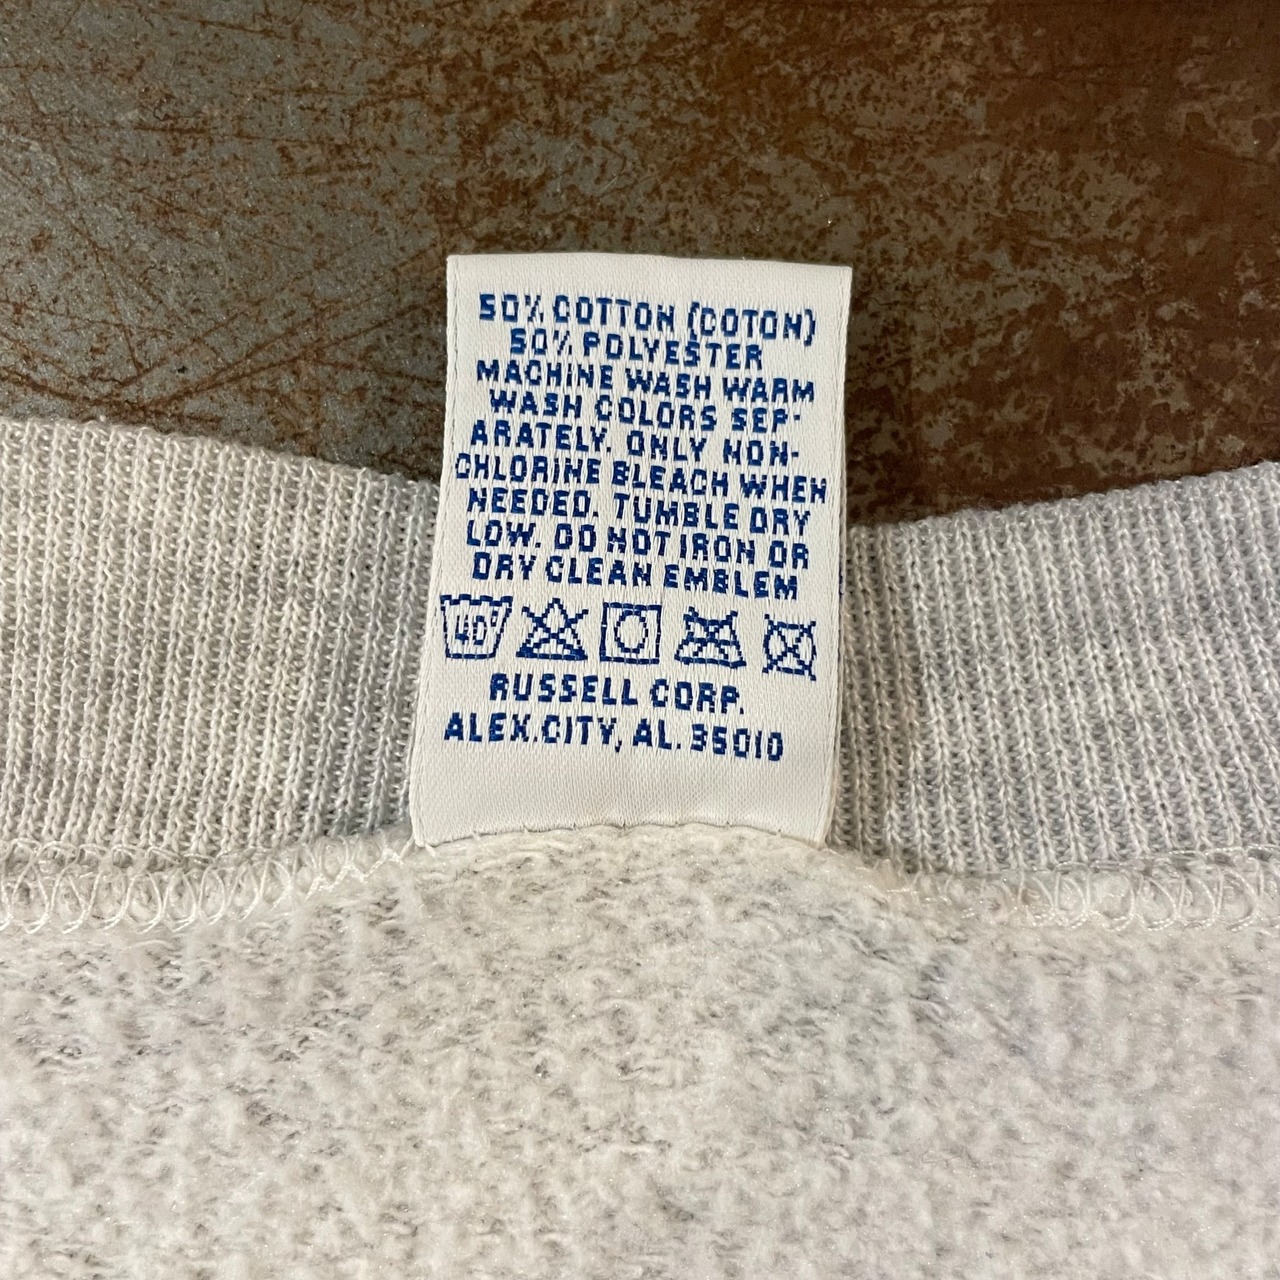 50% COTTON (COTON)
50% POLYESTER
MACHINE WASH WARM
WASH COLORS SEP-
ARATELY. ONLY NON-
CHLORINE BLEACH WHEN
NEEDED. TUMBLE DRY
LOW. DO NOT IRON OR
DRY CLEAN EMBLEM
40°
RUSSELL CORP.
ALEX.CITY, AL. 35010